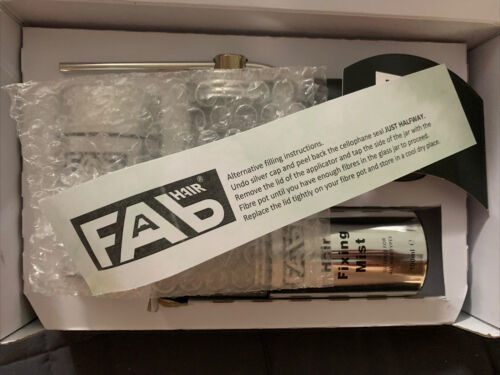 Alternative filling instructions.
Undo silver cap and peel back the cellophane seal JUST HALFWAY.
Remove the lid of the applicator and tap the side of the jar with the
Fibre pot until you have enough fibres in the glass jar to proceed.
Replace the lid tightly on your fibre pot and store in a cool dry place.
FAb
HAIR®
Hair
Fixing
Mist